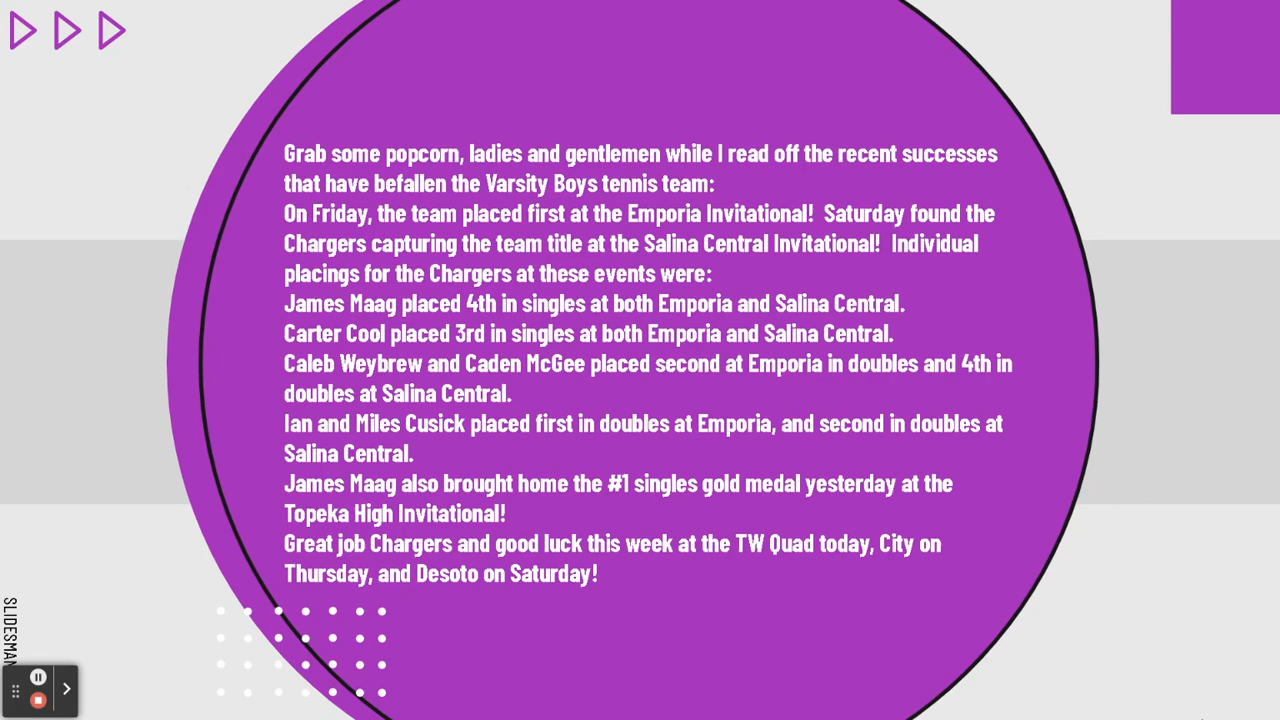 Grab some popcorn, ladies and gentlemen while I read off the recent successes
that have befallen the Varsity Boys tennis team:
On Friday, the team placed first at the Emporia Invitational!  Saturday found the
Chargers capturing the team title at the Salina Central Invitational!  Individual
placings for the Chargers at these events were:
James Maag placed 4th in singles at both Emporia and Salina Central.
Carter Cool placed 3rd in singles at both Emporia and Salina Central.
Caleb Weybrew and Caden McGee placed second at Emporia in doubles and 4th in
doubles at Salina Central.
Ian and Miles Cusick placed first in doubles at Emporia, and second in doubles at
Salina Central.
James Maag also brought home the #1 singles gold medal yesterday at the
Topeka High Invitational!
Great job Chargers and good luck this week at the TW Quad today, City on
Thursday, and Desoto on Saturday!
SLIDESMAN